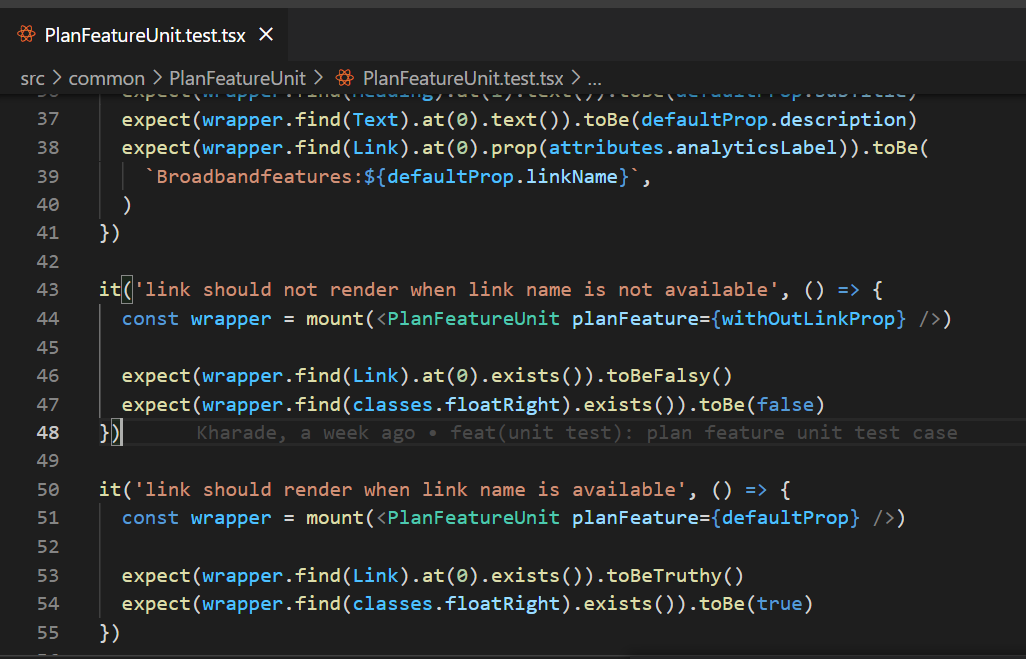 PlanFeatureUnit.test.tsx ×
src > common > PlanFeatureUnit > PlanFeatureUnit.test.tsx > ...
37 expect(wrapper.find(Text).at(0).text()).toBe(defaultProp.description)
38 expect(wrapper.find(Link).at(0).prop(attributes.analyticsLabel)).toBe(
39 `Broadbandfeatures:${defaultProp.linkName}`,
40 )
41 })
42
43 it('link should not render when link name is not available', () => {
44 const wrapper = mount(<PlanFeatureUnit planFeature={withOutLinkProp} />)
45
46 expect(wrapper.find(Link).at(0).exists()).toBeFalsy()
47 expect(wrapper.find(classes.floatRight).exists()).toBe(false)
48 }) Kharade, a week ago • feat(unit test): plan feature unit test case
49
50 it('link should render when link name is available', () => {
51 const wrapper = mount(<PlanFeatureUnit planFeature={defaultProp} />)
52
53 expect(wrapper.find(Link).at(0).exists()).toBeTruthy()
54 expect(wrapper.find(classes.floatRight).exists()).toBe(true)
55 })